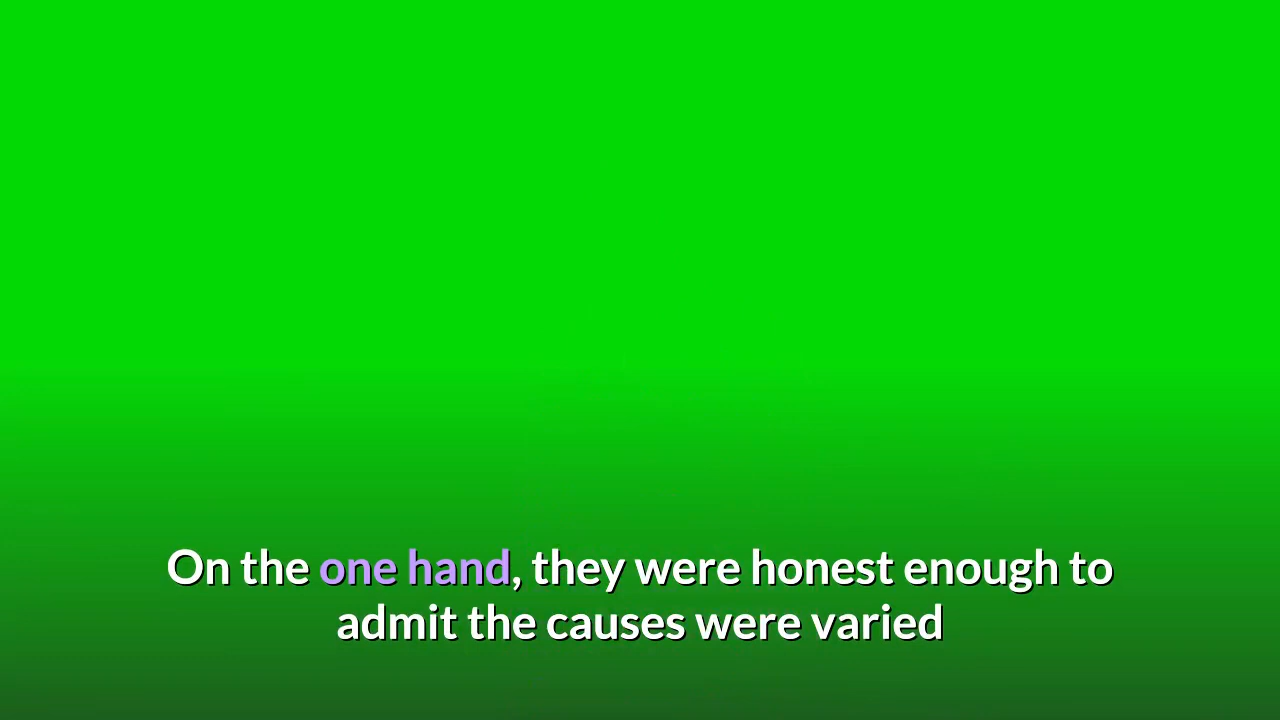 On the one hand, they were honest enough to
admit the causes were varied